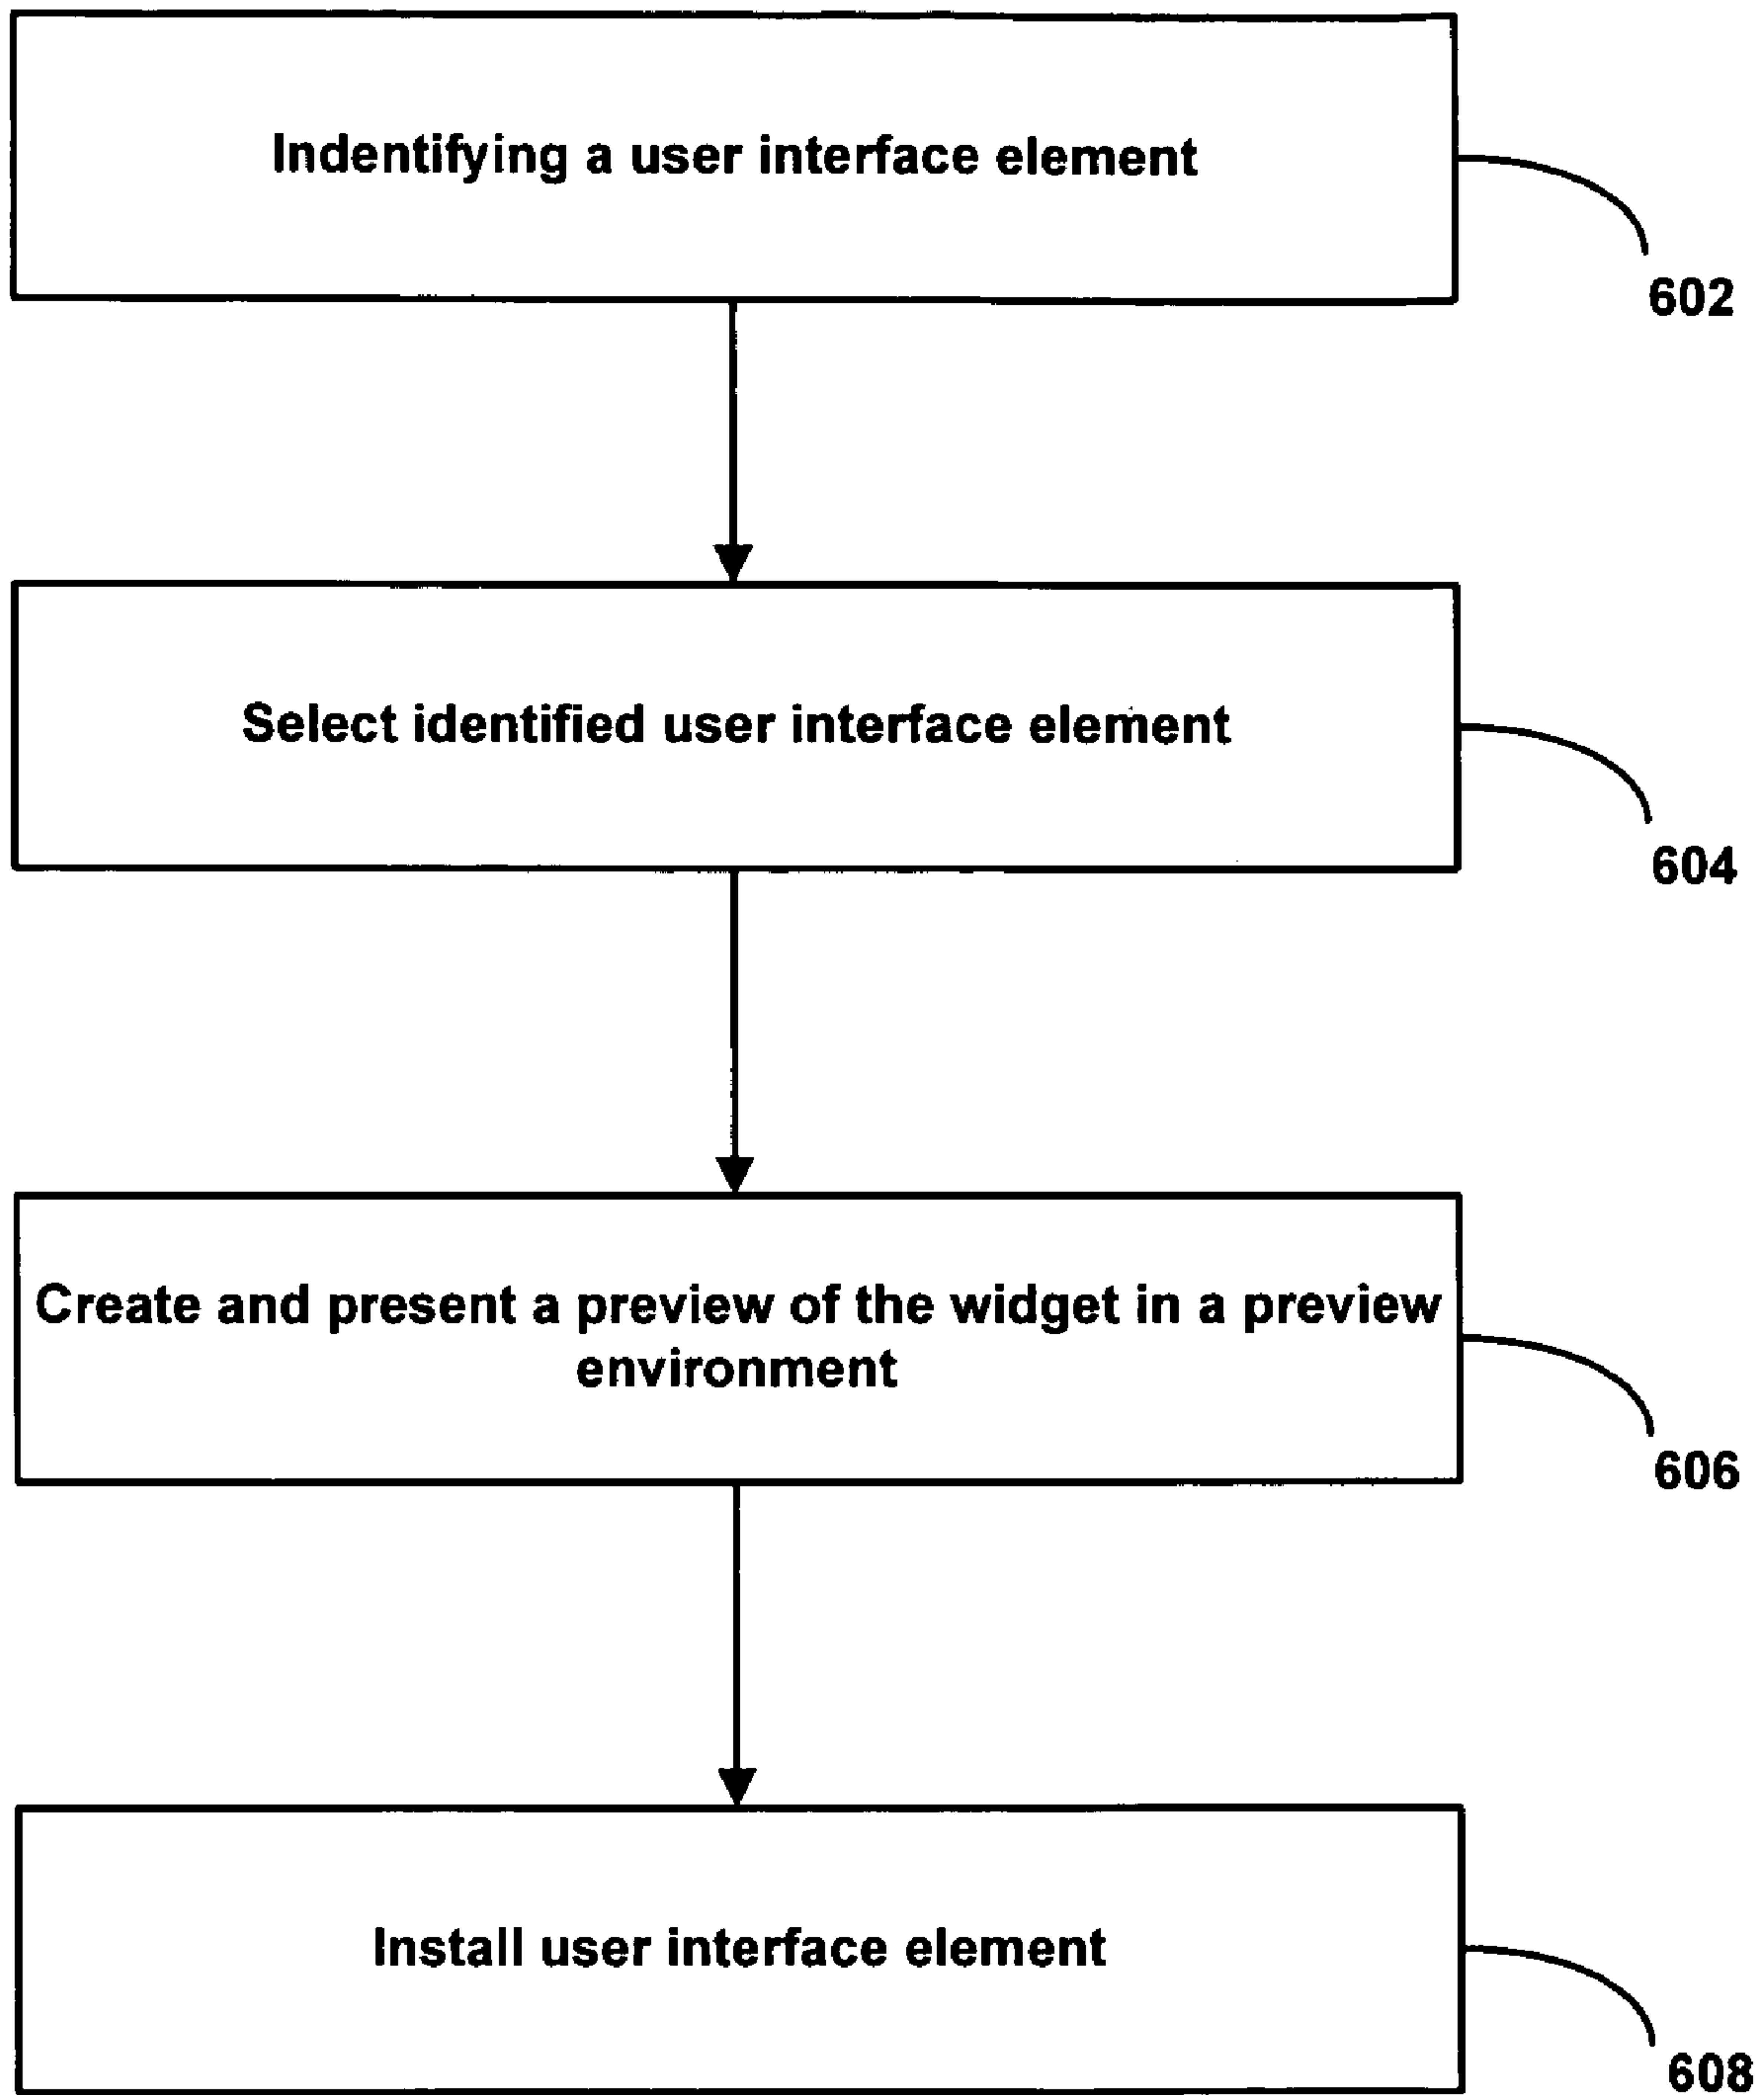 Indentifying a user interface element
602
Select identified user interface element
604
Create and present a preview of the widget in a preview
environment
606
Install user interface element
608